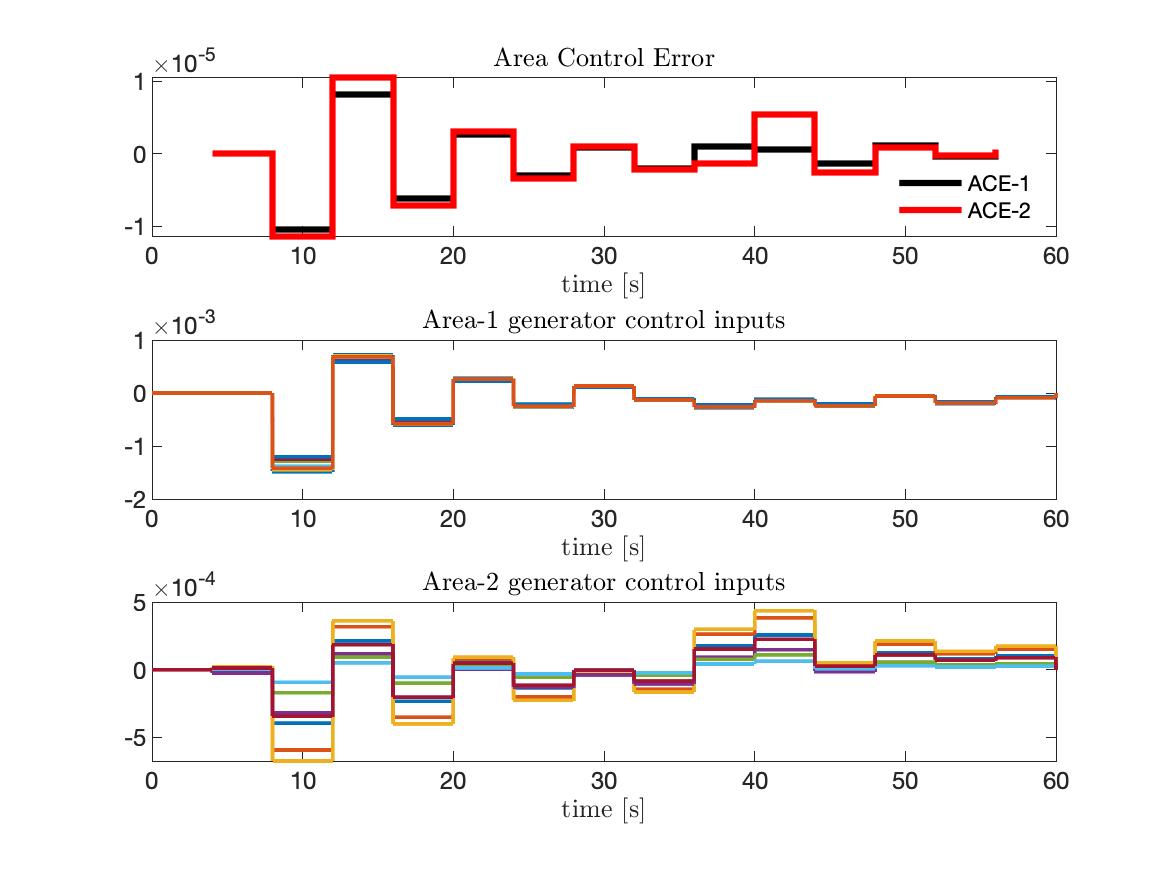 Area Control Error
×10-5
1
0
-1
ACE-1
ACE-2
0 10 20 30 40 50 60
time [s]
Area-1 generator control inputs
×10-3
1
0
-1
-2
0 10 20 30 40 50 60
time [s]
Area-2 generator control inputs
×10-4
5
0
-5
0 10 20 30 40 50 60
time [s]